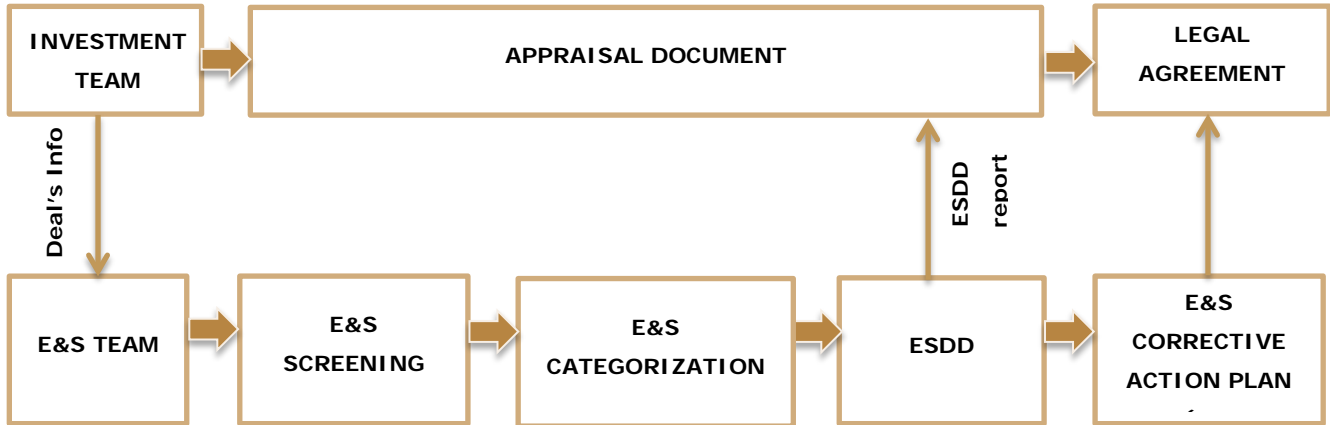 INVESTMENT
TEAM
APPRAISAL DOCUMENT
LEGAL
AGREEMENT
Deal's Info
ESDD
report
E&S TEAM
E&S
SCREENING
E&S
CATEGORIZATION
ESDD
E&S
CORRECTIVE
ACTION PLAN